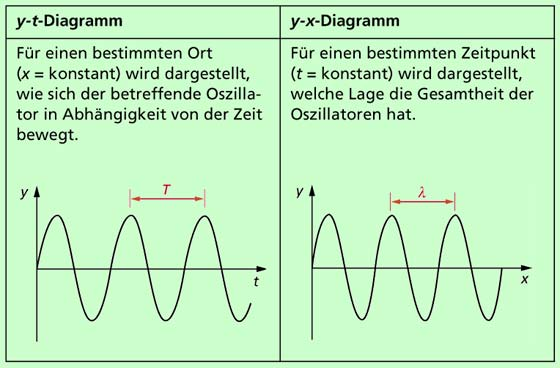 y-t-Diagramm
Für einen bestimmten Ort
(x = konstant) wird dargestellt,
wie sich der betreffende Oszilla-
tor in Abhängigkeit von der Zeit
bewegt.
y
T
t
y-x-Diagramm
Für einen bestimmten Zeitpunkt
(t = konstant) wird dargestellt,
welche Lage die Gesamtheit der
Oszillatoren hat.
y
λ
x